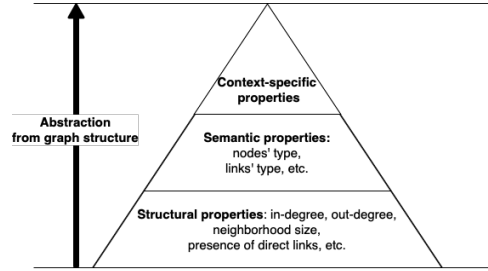 Context-specific
properties
Abstraction
from graph structure
Semantic properties:
nodes' type,
links' type, etc.
Structural properties: in-degree, out-degree,
neighborhood size,
presence of direct links, etc.